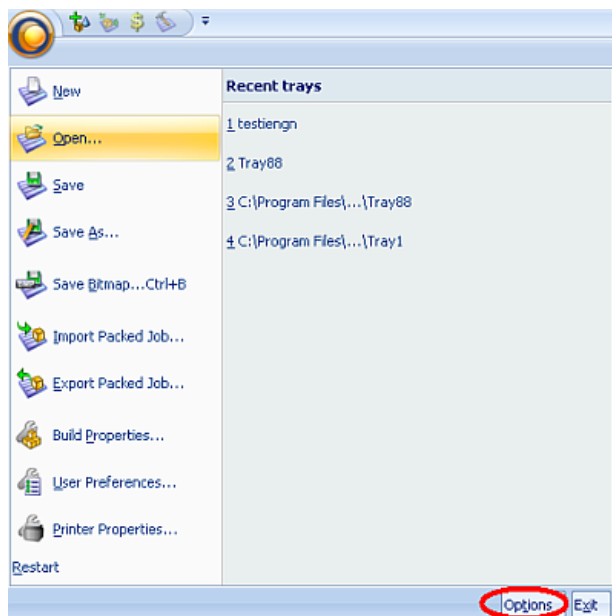 New
Open...
Save
Save As...
Save Bitmap...Ctrl+B
Import Packed Job...
Export Packed Job...
Build Properties...
User Preferences...
Printer Properties...
Restart
Recent trays
1 testiengn
2 Tray88
3 C:\Program Files\...\Tray88
4 C:\Program Files\...\Tray1
Options
Exit